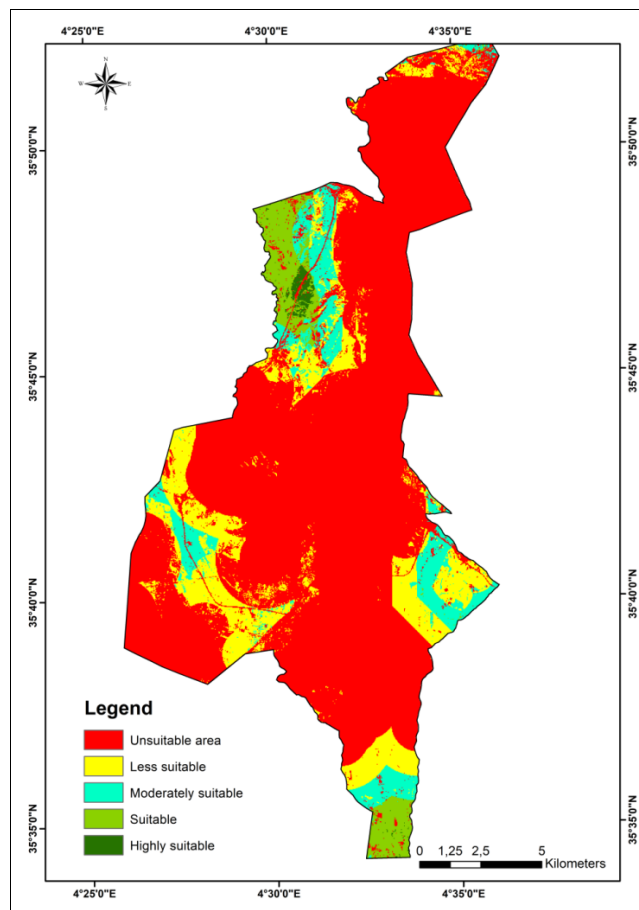 4°25'0"E 4°30'0"E 4°35'0"E
N
W E
S
35°50'0"N 35°50'0"N
35°45'0"N 35°45'0"N
35°40'0"N 35°40'0"N
35°35'0"N 35°35'0"N
Legend
Unsuitable area
Less suitable
Moderately suitable
Suitable
Highly suitable
0 1,25 2,5 5
Kilometers
4°25'0"E 4°30'0"E 4°35'0"E